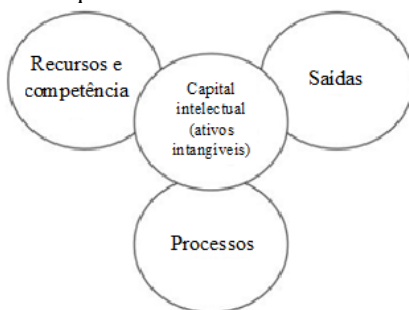 Recursos e
competência
Capital
intelectual
(ativos
intangíveis)
Saídas
Processos